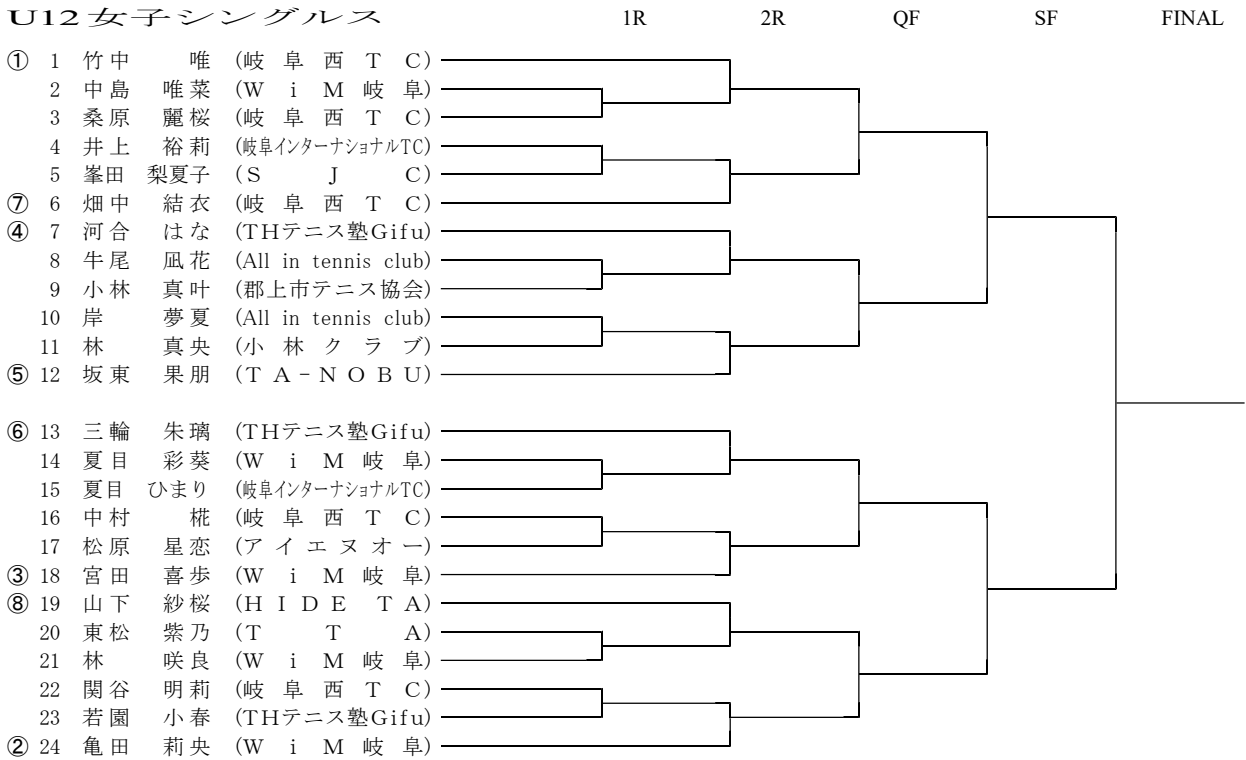 U12女子シングルス 1R 2R QF SF FINAL
① 1 竹中 唯 (岐阜西TC)
2 中島 唯菜 (WiM岐阜)
3 桑原 麗桜 (岐阜西TC)
4 井上 裕莉 (岐阜インターナショナルTC)
5 峯田 梨夏子 (SJC)
⑦ 6 畑中 結衣 (岐阜西TC)
④ 7 河合 はな (THテニス塾Gifu)
8 牛尾 凪花 (All in tennis club)
9 小林 真叶 (郡上市テニス協会)
10 岸 夢夏 (All in tennis club)
11 林 真央 (小林クラブ)
⑤ 12 坂東 果朋 (TA-NOBU)
⑥ 13 三輪 朱璃 (THテニス塾Gifu)
14 夏目 彩葵 (WiM岐阜)
15 夏目 ひまり (岐阜インターナショナルTC)
16 中村 椛 (岐阜西TC)
17 松原 星恋 (アイエヌオー)
③ 18 宮田 喜歩 (WiM岐阜)
⑧ 19 山下 紗桜 (HIDE TA)
20 東松 紫乃 (TTA)
21 林 咲良 (WiM岐阜)
22 関谷 明莉 (岐阜西TC)
23 若園 小春 (THテニス塾Gifu)
② 24 亀田 莉央 (WiM岐阜)